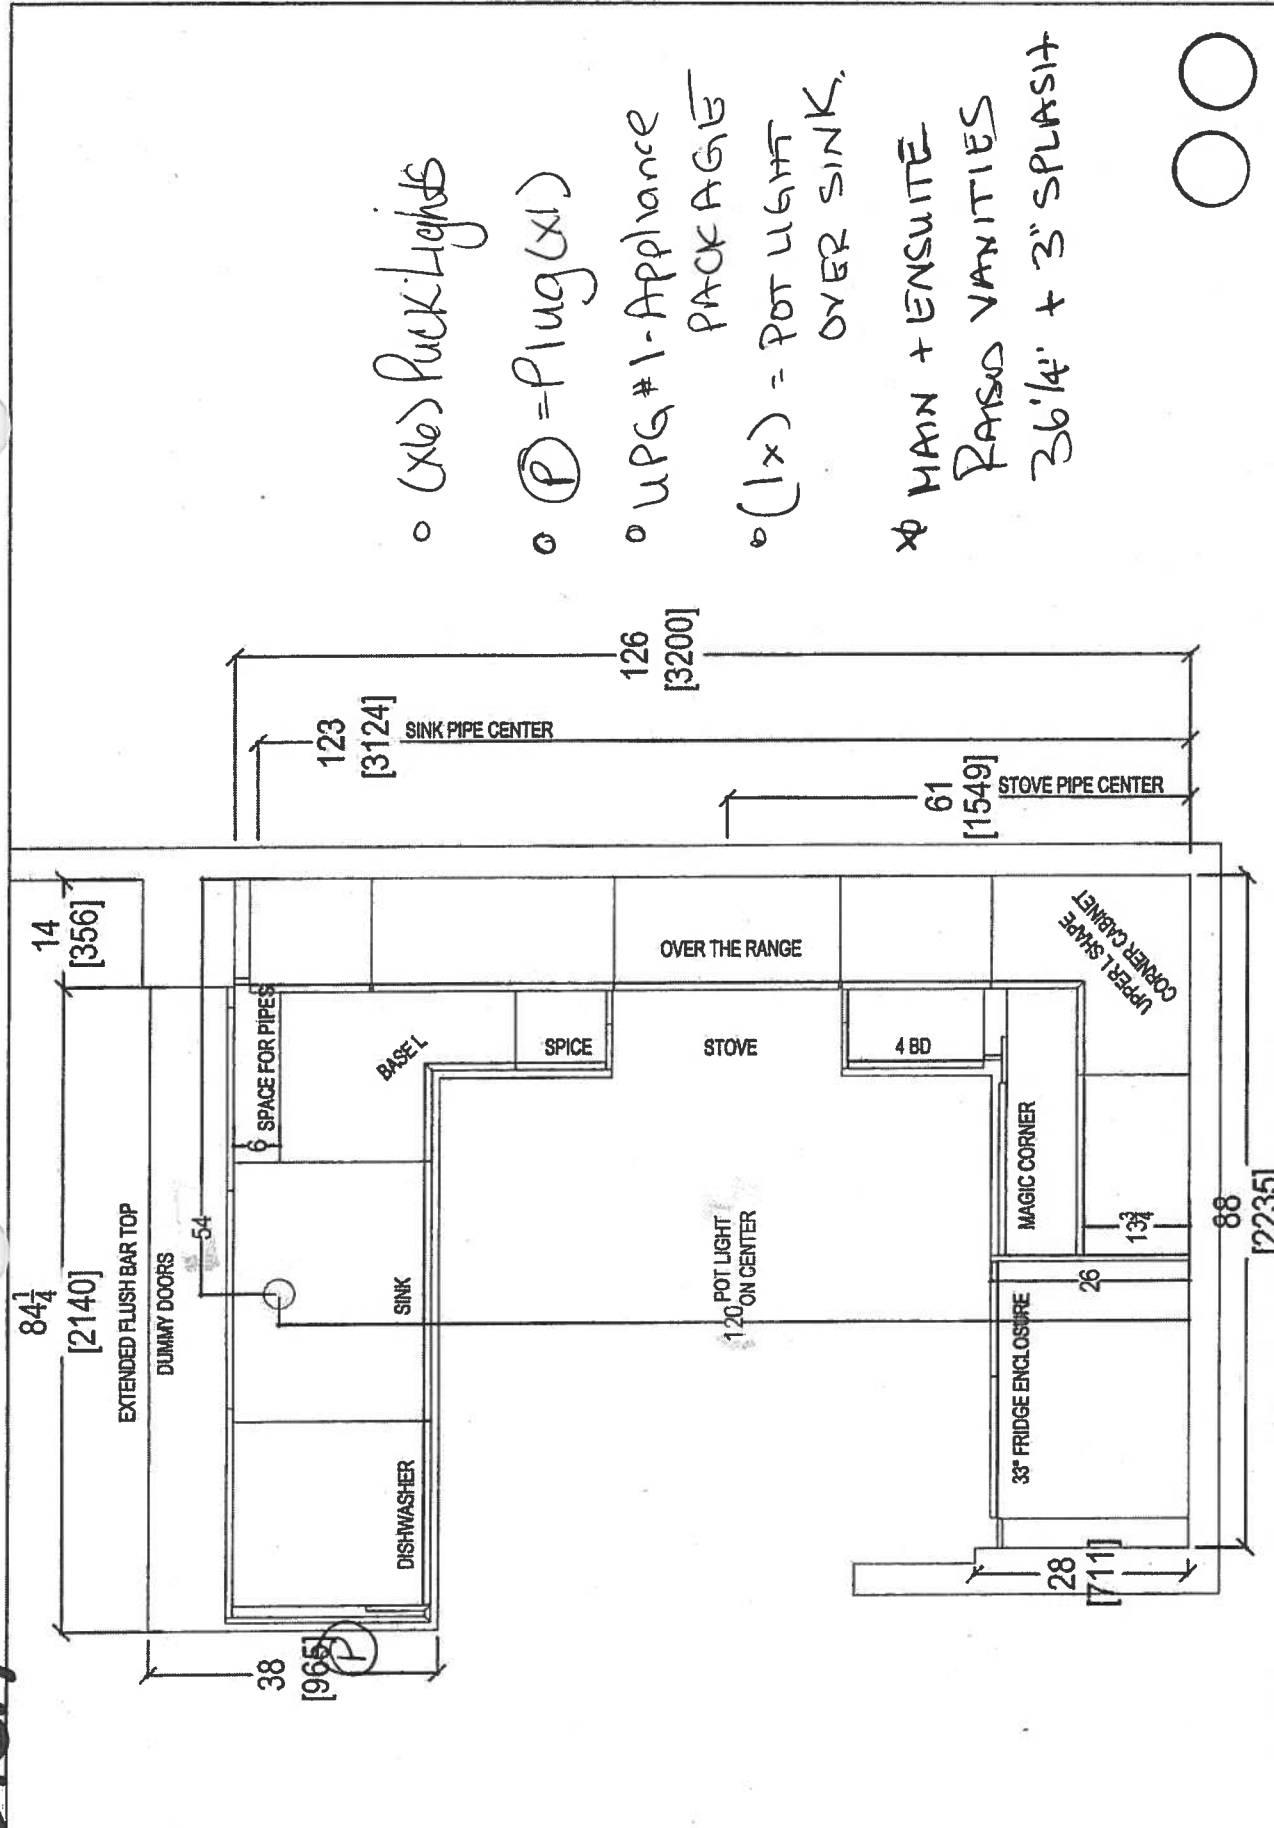 84 1/4
[2140]
14
[356]
EXTENDED FLUSH BAR TOP
DUMMY DOORS
54
38
[965]
P
6
SPACE FOR PIPES
BASE L
DISHWASHER
SINK
SPICE
STOVE
OVER THE RANGE
4 BD
120
POT LIGHT
ON CENTER
MAGIC CORNER
UPPER L SHAPE
CORNER CABINET
33" FRIDGE ENCLOSURE
26
13 3/4
28
[711]
88
[2235]
123
[3124]
SINK PIPE CENTER
126
[3200]
61
[1549]
STOVE PIPE CENTER
(x6) Puck Lights
P = Plug (x1)
UPG #1 - Appliance
PACKAGE
(1x) = POT LIGHT
OVER SINK.
* MAIN + ENSUITE
VANITIES
36 1/4" + 3" SPLASH